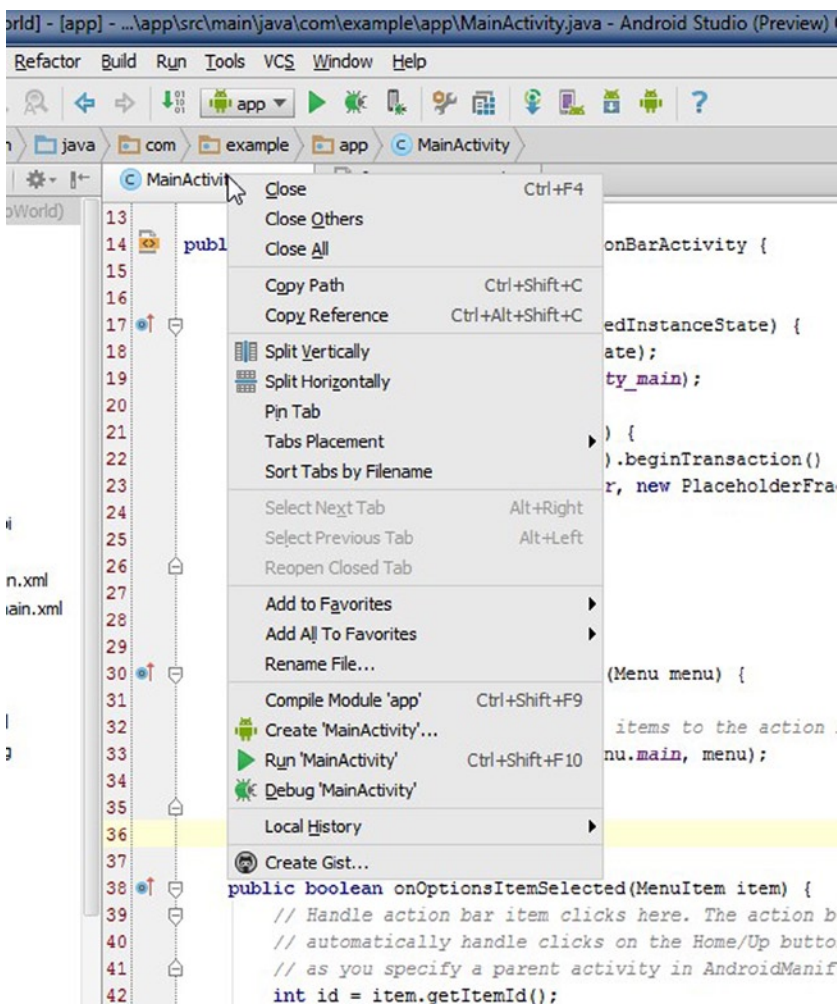 orld] - [app] - ...\app\src\main\java\com\example\app\MainActivity.java - Android Studio (Preview)
Refactor Build Run Tools VCS Window Help
app
java com example app MainActivity
MainActivit
oWorld)
Close Ctrl+F4
Close Others
Close All
Copy Path Ctrl+Shift+C
Copy Reference Ctrl+Alt+Shift+C
Split Vertically
Split Horizontally
Pin Tab
Tabs Placement
Sort Tabs by Filename
Select Next Tab Alt+Right
Select Previous Tab Alt+Left
Reopen Closed Tab
Add to Favorites
Add All To Favorites
Rename File...
Compile Module 'app' Ctrl+Shift+F9
Create 'MainActivity'...
Run 'MainActivity' Ctrl+Shift+F10
Debug 'MainActivity'
Local History
Create Gist...
n.xml
ain.xml
13
14 publ onBarActivity {
15
16
17 edInstanceState) {
18 ate);
19 ty_main);
20
21 ) {
22 ).beginTransaction()
23 r, new PlaceholderFra
24
25
26
27
28
29
30 (Menu menu) {
31
32 items to the action
33 nu.main, menu);
34
35
36
37
38 public boolean onOptionsItemSelected(MenuItem item) {
39 // Handle action bar item clicks here. The action b
40 // automatically handle clicks on the Home/Up butto
41 // as you specify a parent activity in AndroidManif
42 int id = item.getItemId();